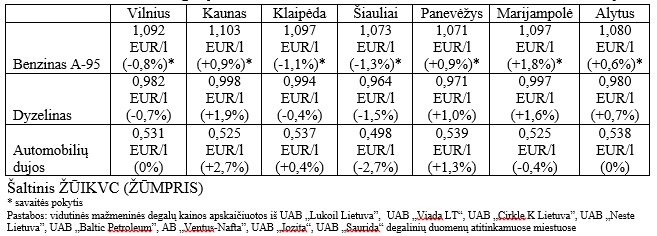 Vilnius Kaunas Klaipėda Šiauliai Panevėžys Marijampolė Alytus
1,092 1,103 1,097 1,073 1,071 1,097 1,080
EUR/l EUR/l EUR/l EUR/l EUR/l EUR/l EUR/l
Benzinas A-95 (-0,8%)* (+0,9%)* (-1,1%)* (-1,3%)* (+0,9%)* (+1,8%)* (+0,6%)*
0,982 0,998 0,994 0,964 0,971 0,997 0,980
EUR/l EUR/l EUR/l EUR/l EUR/l EUR/l EUR/l
Dyzelinas (-0,7%) (+1,9%) (-0,4%) (-1,5%) (+1,0%) (+1,6%) (+0,7%)
0,531 0,525 0,537 0,498 0,539 0,525 0,538
Automobilių EUR/l EUR/l EUR/l EUR/l EUR/l EUR/l EUR/l
dujos (0%) (+2,7%) (+0,4%) (-2,7%) (+1,3%) (-0,4%) (0%)
Šaltinis ŽŪIKVC (ŽŪMPRIS)
* savaitės pokytis
Pastabos: vidutinės mažmeninės degalų kainos apskaičiuotos iš UAB „Lukoil Lietuva”, UAB „Viada LT“, UAB „Cirkle K Lietuva”, UAB „Neste
Lietuva”, UAB „Baltic Petroleum”, AB „Ventus-Nafta”, UAB „Jozita”, UAB „Saurida” degalinių duomenų atitinkamuose miestuose